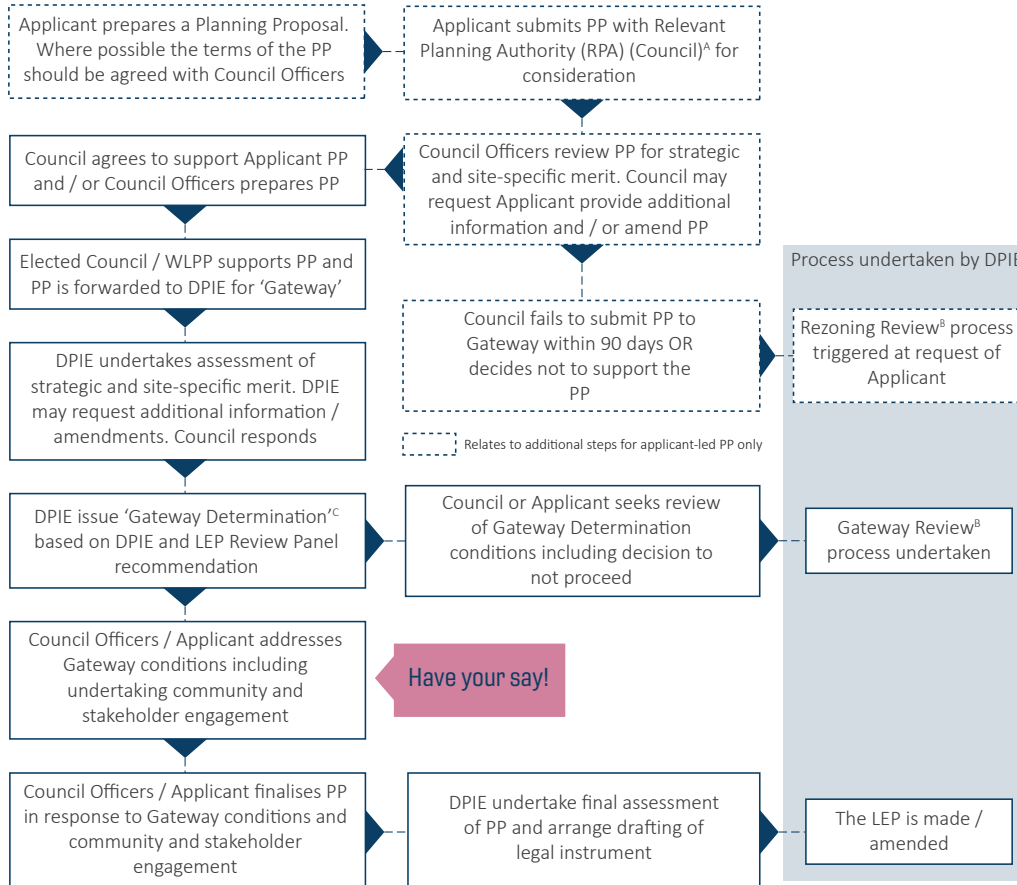 Applicant prepares a Planning Proposal.
Where possible the terms of the PP
should be agreed with Council Officers
Applicant submits PP with Relevant
Planning Authority (RPA) (Council)ᴬ for
consideration
Council agrees to support Applicant PP
and / or Council Officers prepares PP
Council Officers review PP for strategic
and site-specific merit. Council may
request Applicant provide additional
information and / or amend PP
Elected Council / WLPP supports PP and
PP is forwarded to DPIE for ‘Gateway’
Process undertaken by DPIE
Council fails to submit PP to
Gateway within 90 days OR
decides not to support the
PP
Rezoning Reviewᴮ process
triggered at request of
Applicant
DPIE undertakes assessment of
strategic and site-specific merit. DPIE
may request additional information /
amendments. Council responds
Relates to additional steps for applicant-led PP only
DPIE issue ‘Gateway Determination’ᶜ
based on DPIE and LEP Review Panel
recommendation
Council or Applicant seeks review
of Gateway Determination
conditions including decision to
not proceed
Gateway Reviewᴮ
process undertaken
Council Officers / Applicant addresses
Gateway conditions including
undertaking community and
stakeholder engagement
Have your say!
Council Officers / Applicant finalises PP
in response to Gateway conditions and
community and stakeholder
engagement
DPIE undertake final assessment
of PP and arrange drafting of
legal instrument
The LEP is made /
amended